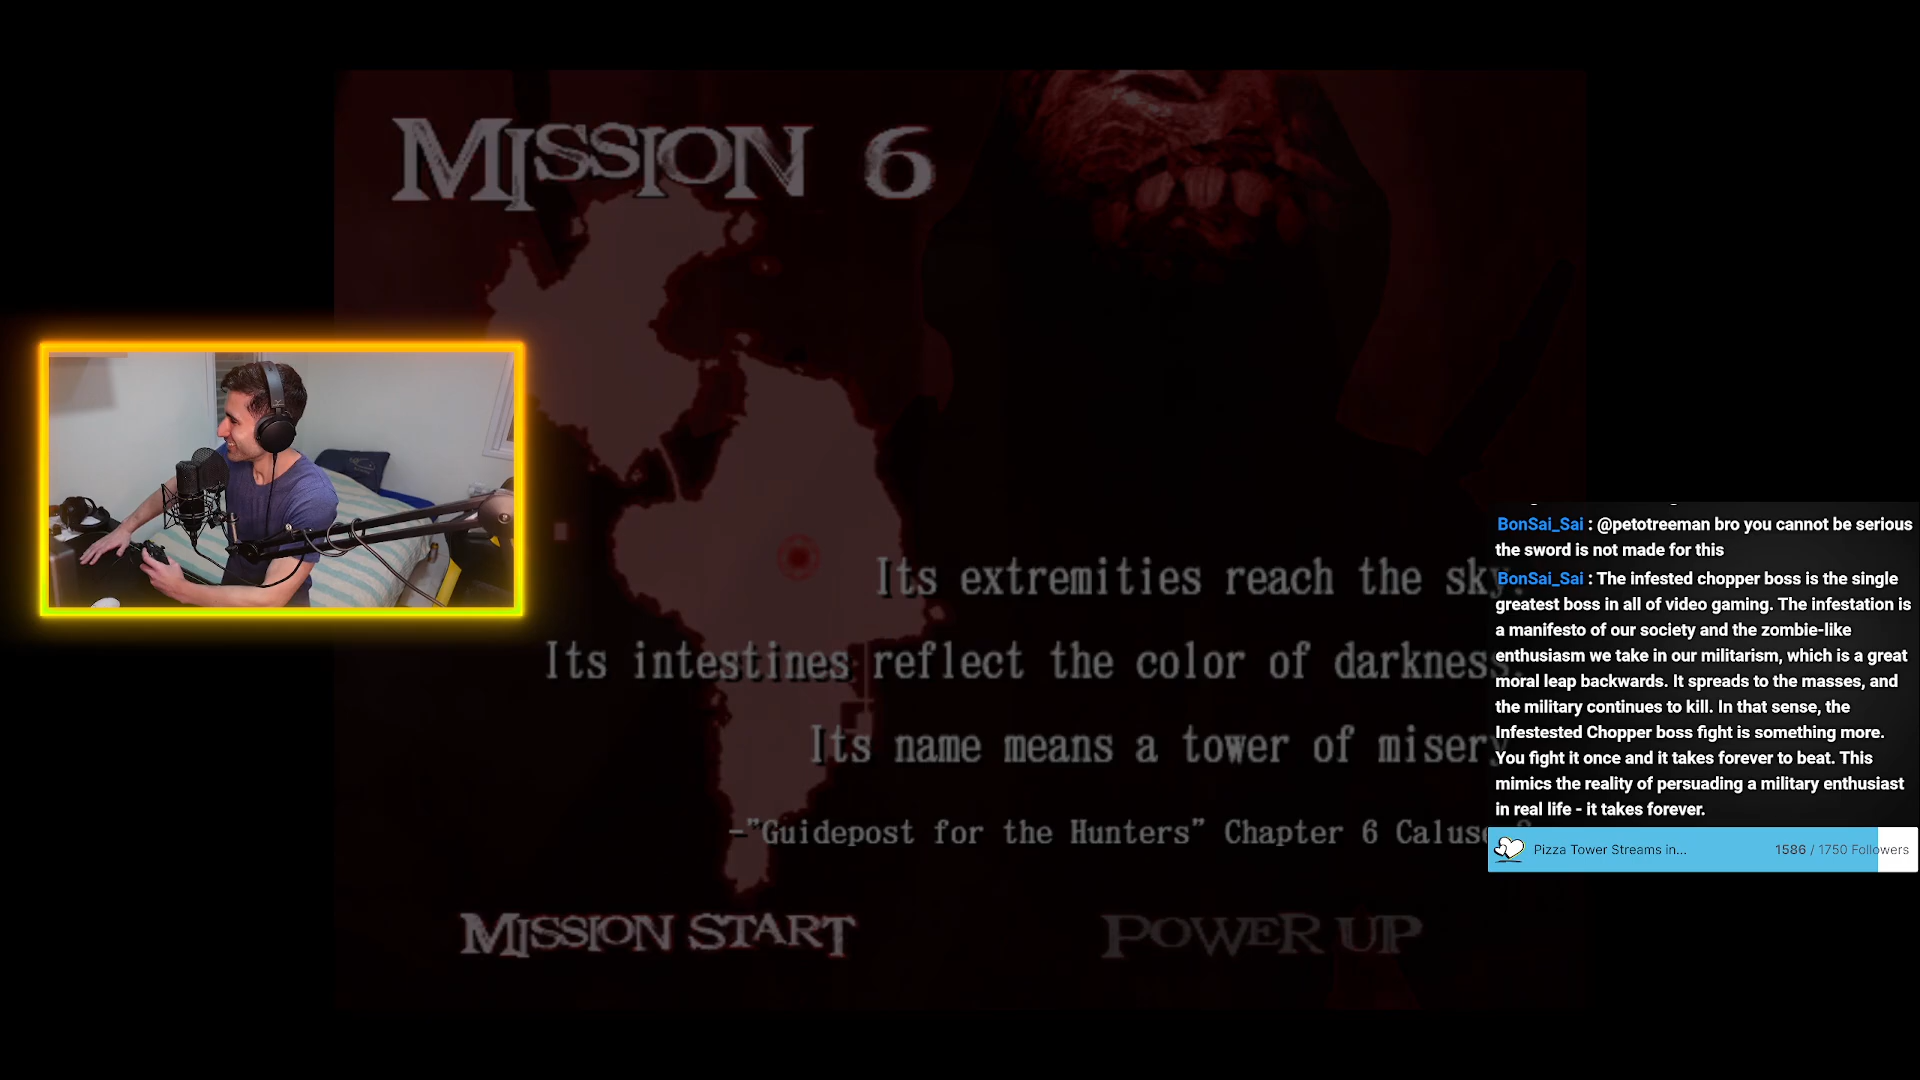 MISSION 6
Its extremities reach the sky.
Its intestines reflect the color of darkness.
Its name means a tower of misery
-"Guidepost for the Hunters" Chapter 6
MISSION START
POWER UP
BonSai_Sai : @petotreeman bro you cannot be serious
the sword is not made for this
BonSai_Sai : The infested chopper boss is the single
greatest boss in all of video gaming. The infestation is
a manifesto of our society and the zombie-like
enthusiasm we take in our militarism, which is a great
moral leap backwards. It spreads to the masses, and
the military continues to kill. In that sense, the
Infestested Chopper boss fight is something more.
You fight it once and it takes forever to beat. This
mimics the reality of persuading a military enthusiast
in real life - it takes forever.
Pizza Tower Streams in... 1586 / 1750 Followers